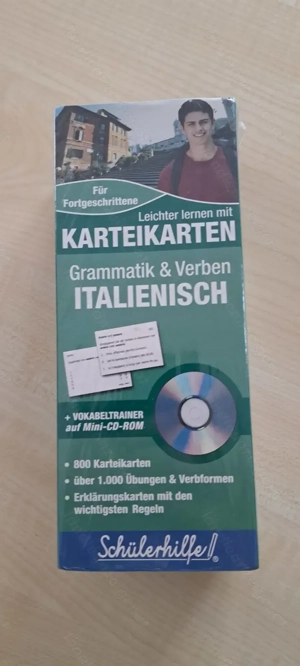 Für
Fortgeschrittene
Leichter lernen mit
KARTEIKARTEN
Grammatik & Verben
ITALIENISCH
+ VOKABELTRAINER
auf Mini-CD-ROM
• 800 Karteikarten
• über 1.000 Übungen & Verbformen
• Erklärungskarten mit den
wichtigsten Regeln
Schülerhilfe!®